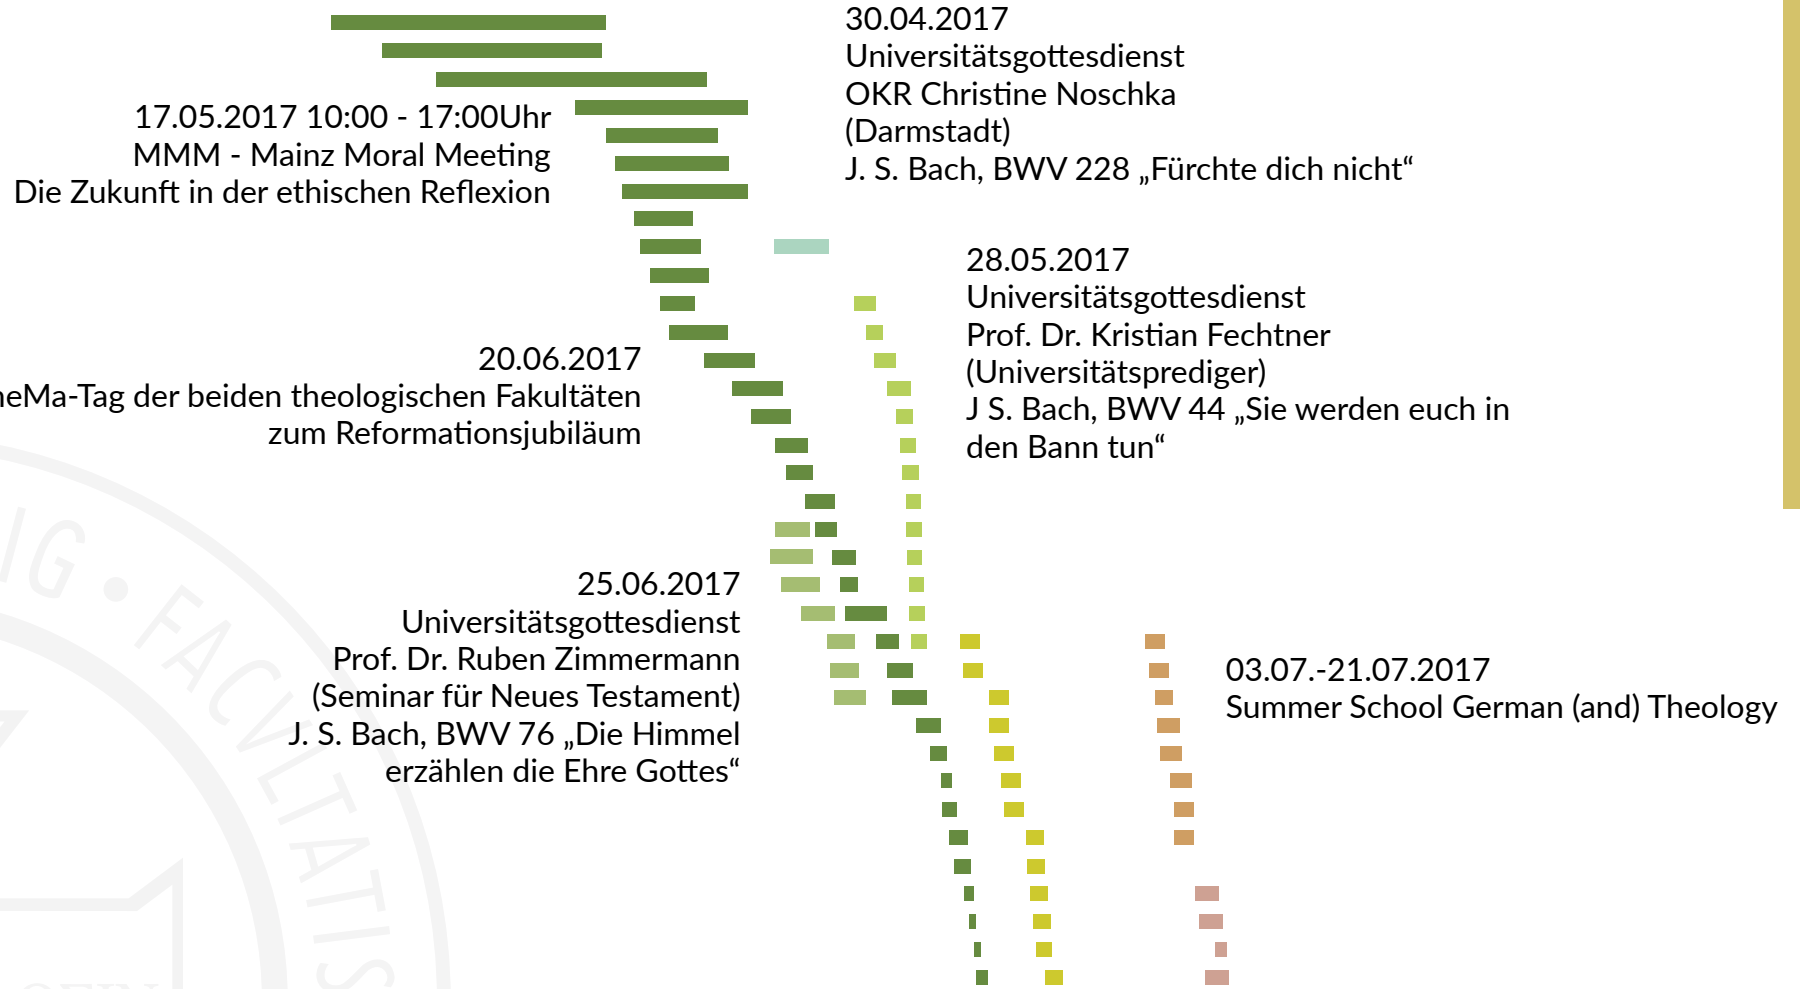 30.04.2017
Universitätsgottesdienst
OKR Christine Noschka
(Darmstadt)
J. S. Bach, BWV 228 „Fürchte dich nicht“
17.05.2017 10:00 - 17:00Uhr
MMM - Mainz Moral Meeting
Die Zukunft in der ethischen Reflexion
28.05.2017
Universitätsgottesdienst
Prof. Dr. Kristian Fechtner
(Universitätsprediger)
J S. Bach, BWV 44 „Sie werden euch in
den Bann tun“
20.06.2017
heMa-Tag der beiden theologischen Fakultäten
zum Reformationsjubiläum
25.06.2017
Universitätsgottesdienst
Prof. Dr. Ruben Zimmermann
(Seminar für Neues Testament)
J. S. Bach, BWV 76 „Die Himmel
erzählen die Ehre Gottes“
03.07.-21.07.2017
Summer School German (and) Theology
IG • FACVLTATIS